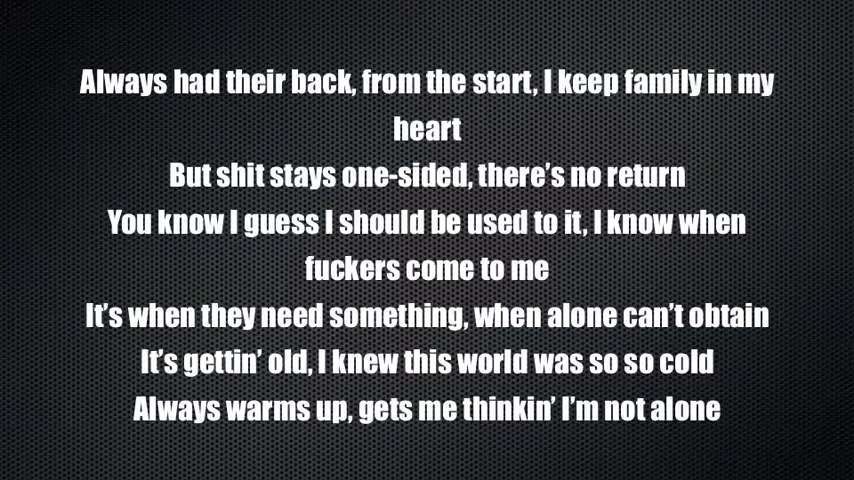 Always had their back, from the start, I keep family in my
heart
But shit stays one-sided, there's no return
You know I guess I should be used to it, I know when
fuckers come to me
It's when they need something, when alone can't obtain
It's gettin' old, I knew this world was so so cold
Always warms up, gets me thinkin' I'm not alone